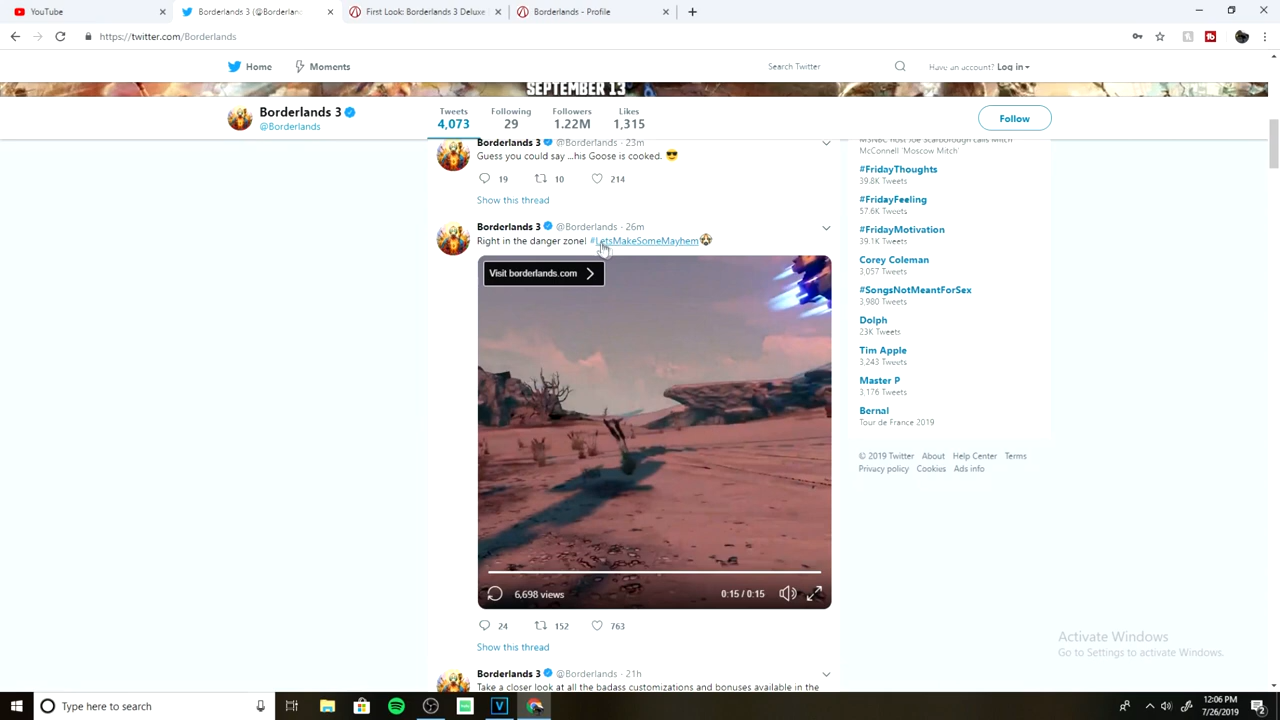 YouTube
Borderlands 3 (@Borderland
First Look: Borderlands 3 Deluxe
Borderlands - Profile
https://twitter.com/Borderlands
Home
Moments
Search Twitter
Have an account? Log in
SEPTEMBER 13
Borderlands 3
@Borderlands
Tweets
4,073
Following
29
Followers
1.22M
Likes
1,315
Follow
Borderlands 3 @Borderlands · 23m
Guess you could say ...his Goose is cooked.
19 10 214
Show this thread
Borderlands 3 @Borderlands · 26m
Right in the danger zone! #LetsMakeSomeMayhem
Visit borderlands.com
6,698 views
0:15 / 0:15
24 152 763
Show this thread
Borderlands 3 @Borderlands · 21h
Take a closer look at all the badass customizations and bonuses available in the
MSNBC host Joe Scarborough calls Mitch
McConnell 'Moscow Mitch'
#FridayThoughts
39.8K Tweets
#FridayFeeling
57.6K Tweets
#FridayMotivation
39.1K Tweets
Corey Coleman
3,057 Tweets
#SongsNotMeantForSex
3,980 Tweets
Dolph
23K Tweets
Tim Apple
3,243 Tweets
Master P
3,176 Tweets
Bernal
Tour de France 2019
© 2019 Twitter About Help Center Terms
Privacy policy Cookies Ads info
Activate Windows
Go to Settings to activate Windows.
Type here to search
12:06 PM
7/26/2019
2